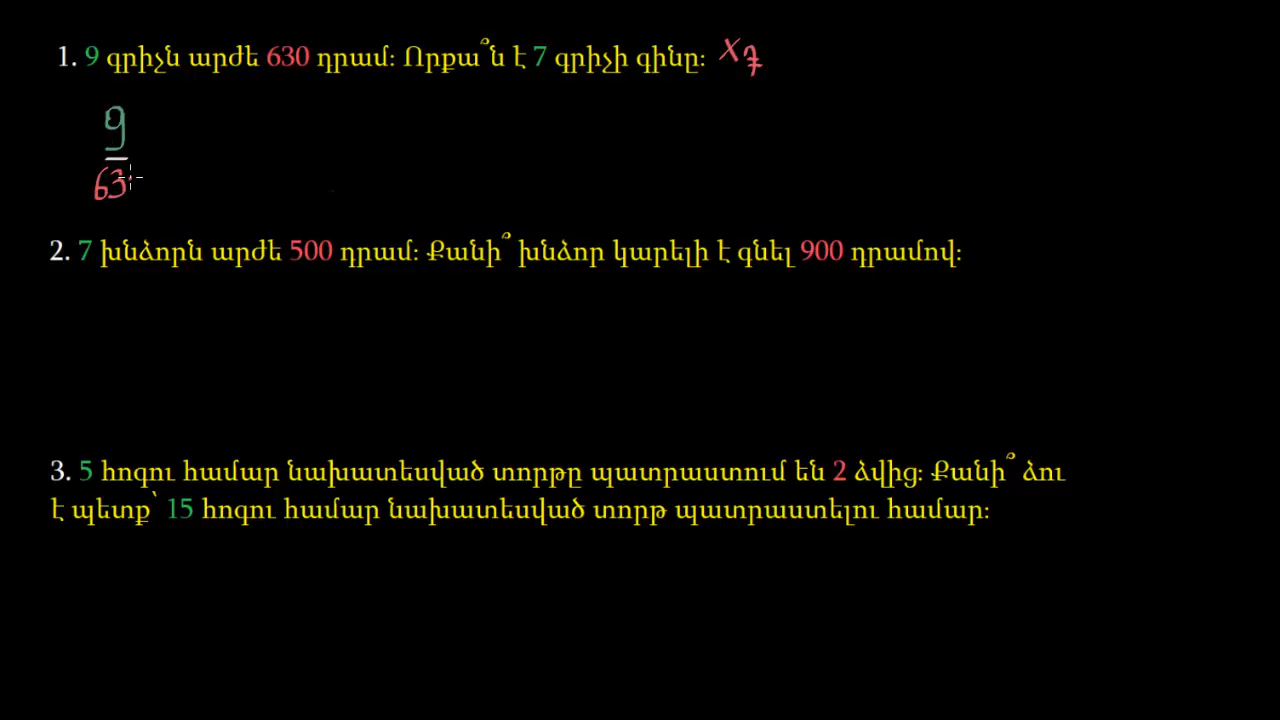 1. 9 գրիչն արժե 630 դրամ։ Որքա՞ն է 7 գրիչի գինը։ x դ
9
63
2. 7 խնձորն արժե 500 դրամ։ Քանի՞ խնձոր կարելի է գնել 900 դրամով։
3. 5 հոգու համար նախատեսված տորթը պատրաստում են 2 ձվից։ Քանի՞ ձու
է պետք՝ 15 հոգու համար նախատեսված տորթ պատրաստելու համար։